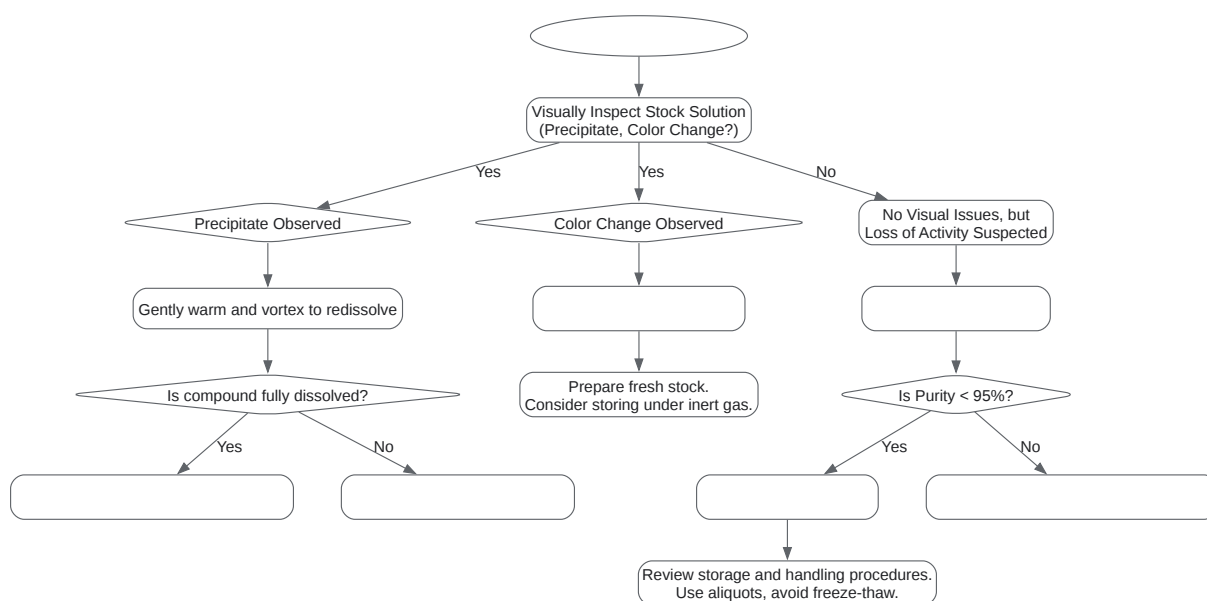 Visually Inspect Stock Solution
(Precipitate, Color Change?)
Yes
Yes
No
Precipitate Observed
Color Change Observed
No Visual Issues, but
Loss of Activity Suspected
Gently warm and vortex to redissolve
Is compound fully dissolved?
Prepare fresh stock.
Consider storing under inert gas.
Is Purity < 95%?
Yes
No
Yes
No
Review storage and handling procedures.
Use aliquots, avoid freeze-thaw.